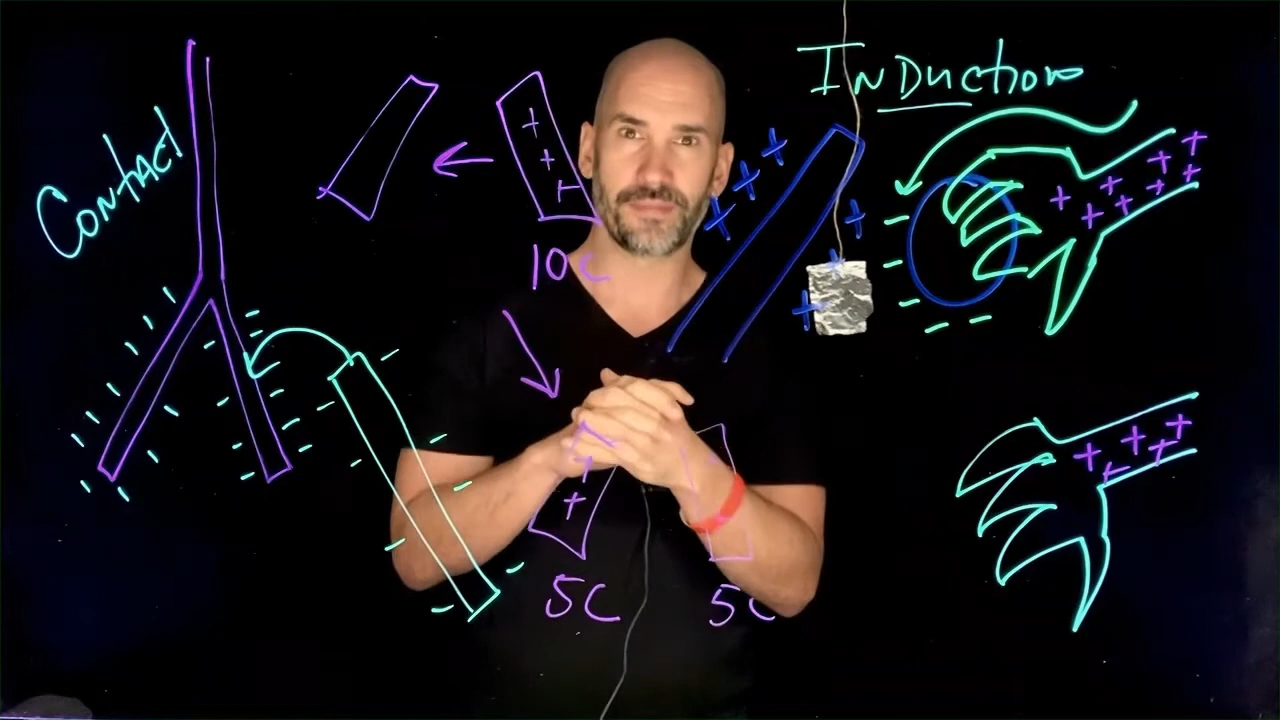 Contact
Induction
+ + +
10C
5C
5C